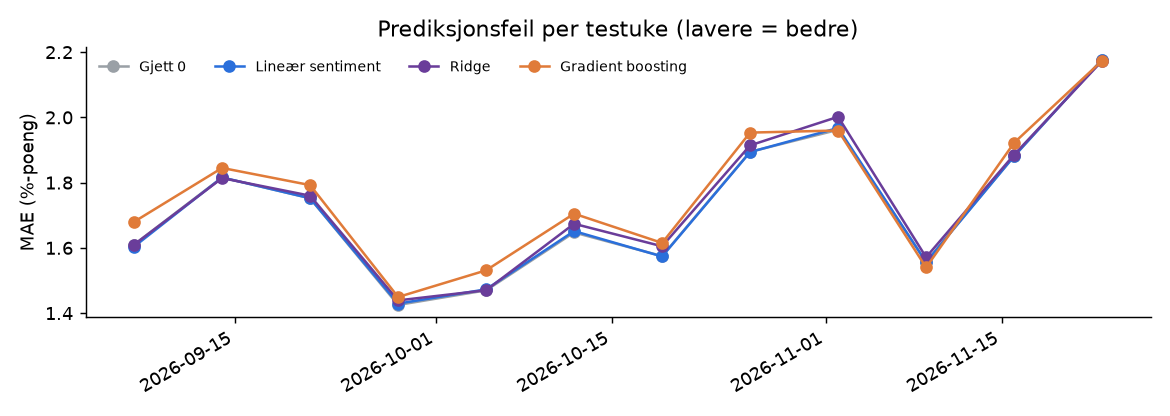 Prediksjonsfeil per testuke (lavere = bedre)
Gjett 0
Lineær sentiment
Ridge
Gradient boosting
MAE (%-poeng)
2.2
2.0
1.8
1.6
1.4
2026-09-15
2026-10-01
2026-10-15
2026-11-01
2026-11-15